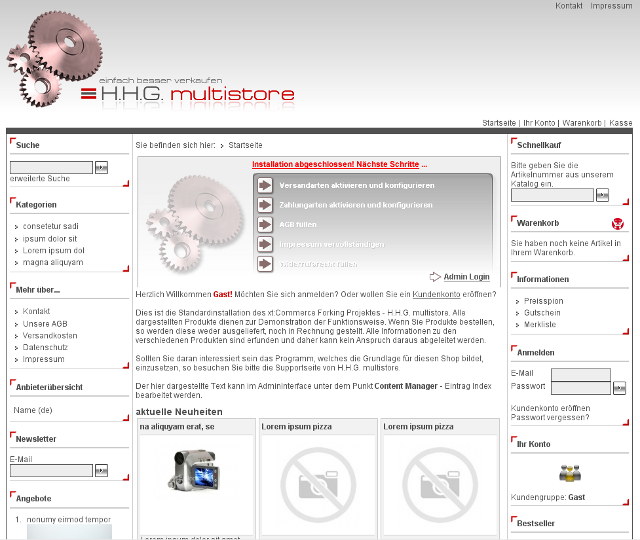 Kontakt Impressum
einfach besser verkaufen
H.H.G. multistore
Startseite | Ihr Konto | Warenkorb | Kasse
Suche
erweiterte Suche
Kategorien
consetetur sadi
ipsum dolor sit
Lorem ipsum dol
magna aliquyam
Mehr über...
Kontakt
Unsere AGB
Versandkosten
Datenschutz
Impressum
Anbieterübersicht
Name (de)
Newsletter
E-Mail
Angebote
1. nonumy eirmod tempor
Sie befinden sich hier: Startseite
Installation abgeschlossen! Nächste Schritte ...
Versandarten aktivieren und konfigurieren
Zahlungarten aktivieren und konfigurieren
AGB füllen
Impressum vervollständigen
Widerrufsrecht füllen
Admin Login
Herzlich Willkommen Gast! Möchten Sie sich anmelden? Oder wollen Sie ein Kundenkonto eröffnen?
Dies ist die Standardinstallation des xt:Commerce Forking Projektes - H.H.G. multistore. Alle
dargestellten Produkte dienen zur Demonstration der Funktionsweise. Wenn Sie Produkte bestellen,
so werden diese weder ausgeliefert, noch in Rechnung gestellt. Alle Informationen zu den
verschiedenen Produkten sind erfunden und daher kann kein Anspruch daraus abgeleitet werden.
Sollten Sie daran interessiert sein das Programm, welches die Grundlage für diesen Shop bildet,
einzusetzen, so besuchen Sie bitte die Supportseite von H.H.G. multistore.
Der hier dargestellte Text kann im Admininterface unter dem Punkt Content Manager - Eintrag Index
bearbeitet werden.
aktuelle Neuheiten
na aliquyam erat, se
Lorem ipsum pizza
Lorem ipsum pizza
Lorem ipsum dolor sit amet
Schnellkauf
Bitte geben Sie die
Artikelnummer aus unserem
Katalog ein.
Warenkorb
Sie haben noch keine Artikel in
Ihrem Warenkorb.
Informationen
Preisspion
Gutschein
Merkliste
Anmelden
E-Mail
Passwort
Kundenkonto eröffnen
Passwort vergessen?
Ihr Konto
Kundengruppe: Gast
Bestseller